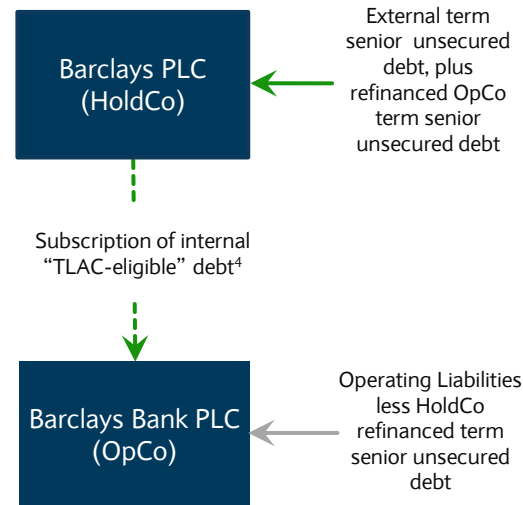 Barclays PLC
(HoldCo)
External term
senior unsecured
debt, plus
refinanced OpCo
term senior
unsecured debt
Subscription of internal
“TLAC-eligible” debt⁴
Barclays Bank PLC
(OpCo)
Operating Liabilities
less HoldCo
refinanced term
senior unsecured
debt